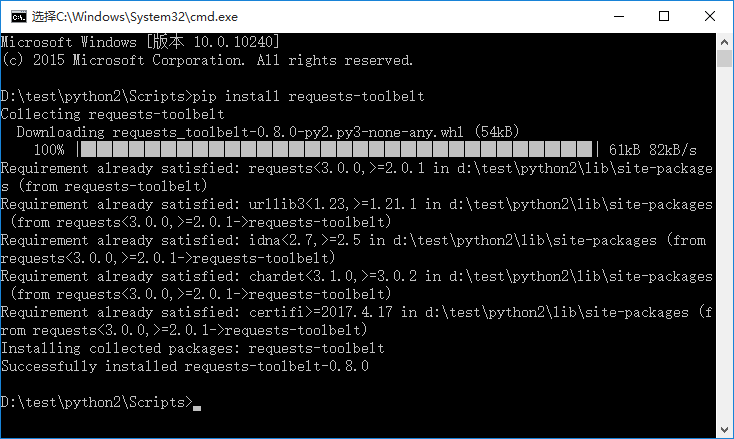 选择C:\Windows\System32\cmd.exe
Microsoft Windows [版本 10.0.10240]
(c) 2015 Microsoft Corporation. All rights reserved.
D:\test\python2\Scripts>pip install requests-toolbelt
Collecting requests-toolbelt
Downloading requests_toolbelt-0.8.0-py2.py3-none-any.whl (54kB)
100% |████████████████████████████████| 61kB 82kB/s
Requirement already satisfied: requests<3.0.0,>=2.0.1 in d:\test\python2\lib\site-package
s (from requests-toolbelt)
Requirement already satisfied: urllib3<1.23,>=1.21.1 in d:\test\python2\lib\site-packages
(from requests<3.0.0,>=2.0.1->requests-toolbelt)
Requirement already satisfied: idna<2.7,>=2.5 in d:\test\python2\lib\site-packages (from
requests<3.0.0,>=2.0.1->requests-toolbelt)
Requirement already satisfied: chardet<3.1.0,>=3.0.2 in d:\test\python2\lib\site-packages
(from requests<3.0.0,>=2.0.1->requests-toolbelt)
Requirement already satisfied: certifi>=2017.4.17 in d:\test\python2\lib\site-packages (f
rom requests<3.0.0,>=2.0.1->requests-toolbelt)
Installing collected packages: requests-toolbelt
Successfully installed requests-toolbelt-0.8.0
D:\test\python2\Scripts>